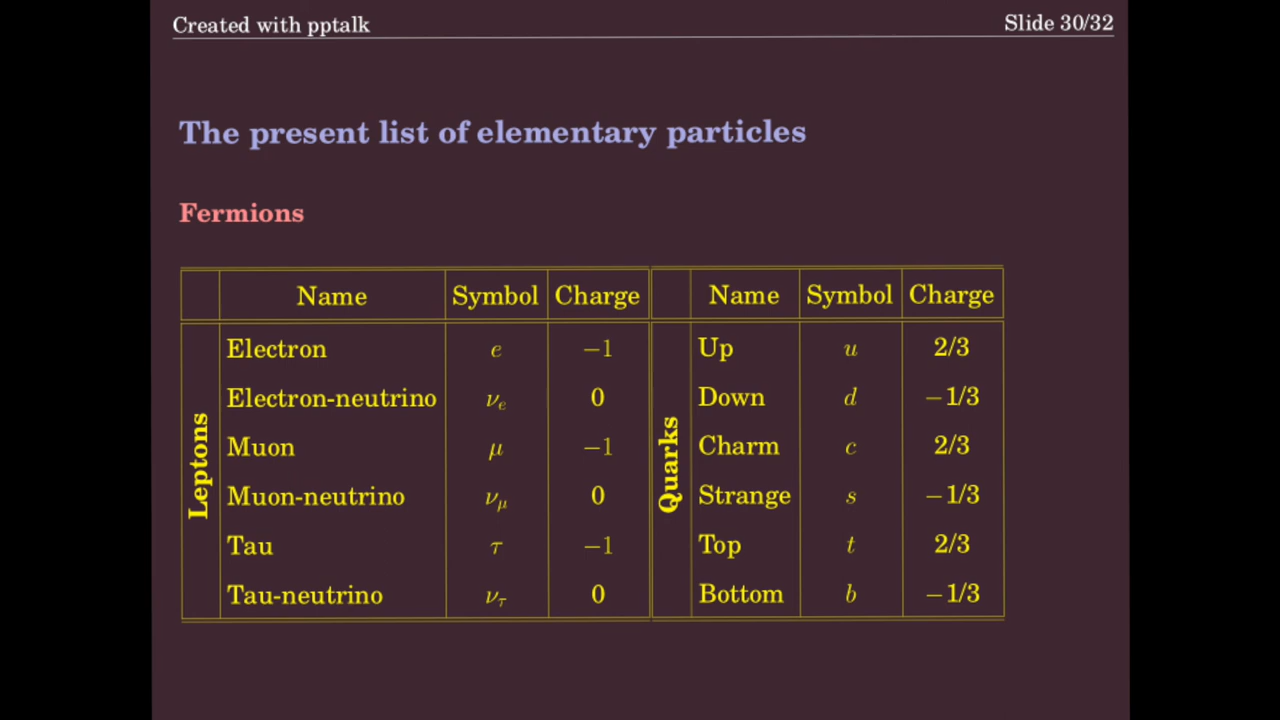 Created with pptalk Slide 30/32
The present list of elementary particles
Fermions
Name Symbol Charge Name Symbol Charge
Leptons
Quarks
Electron e −1 Up u 2/3
Electron-neutrino νe 0 Down d −1/3
Muon μ −1 Charm c 2/3
Muon-neutrino νμ 0 Strange s −1/3
Tau τ −1 Top t 2/3
Tau-neutrino ντ 0 Bottom b −1/3